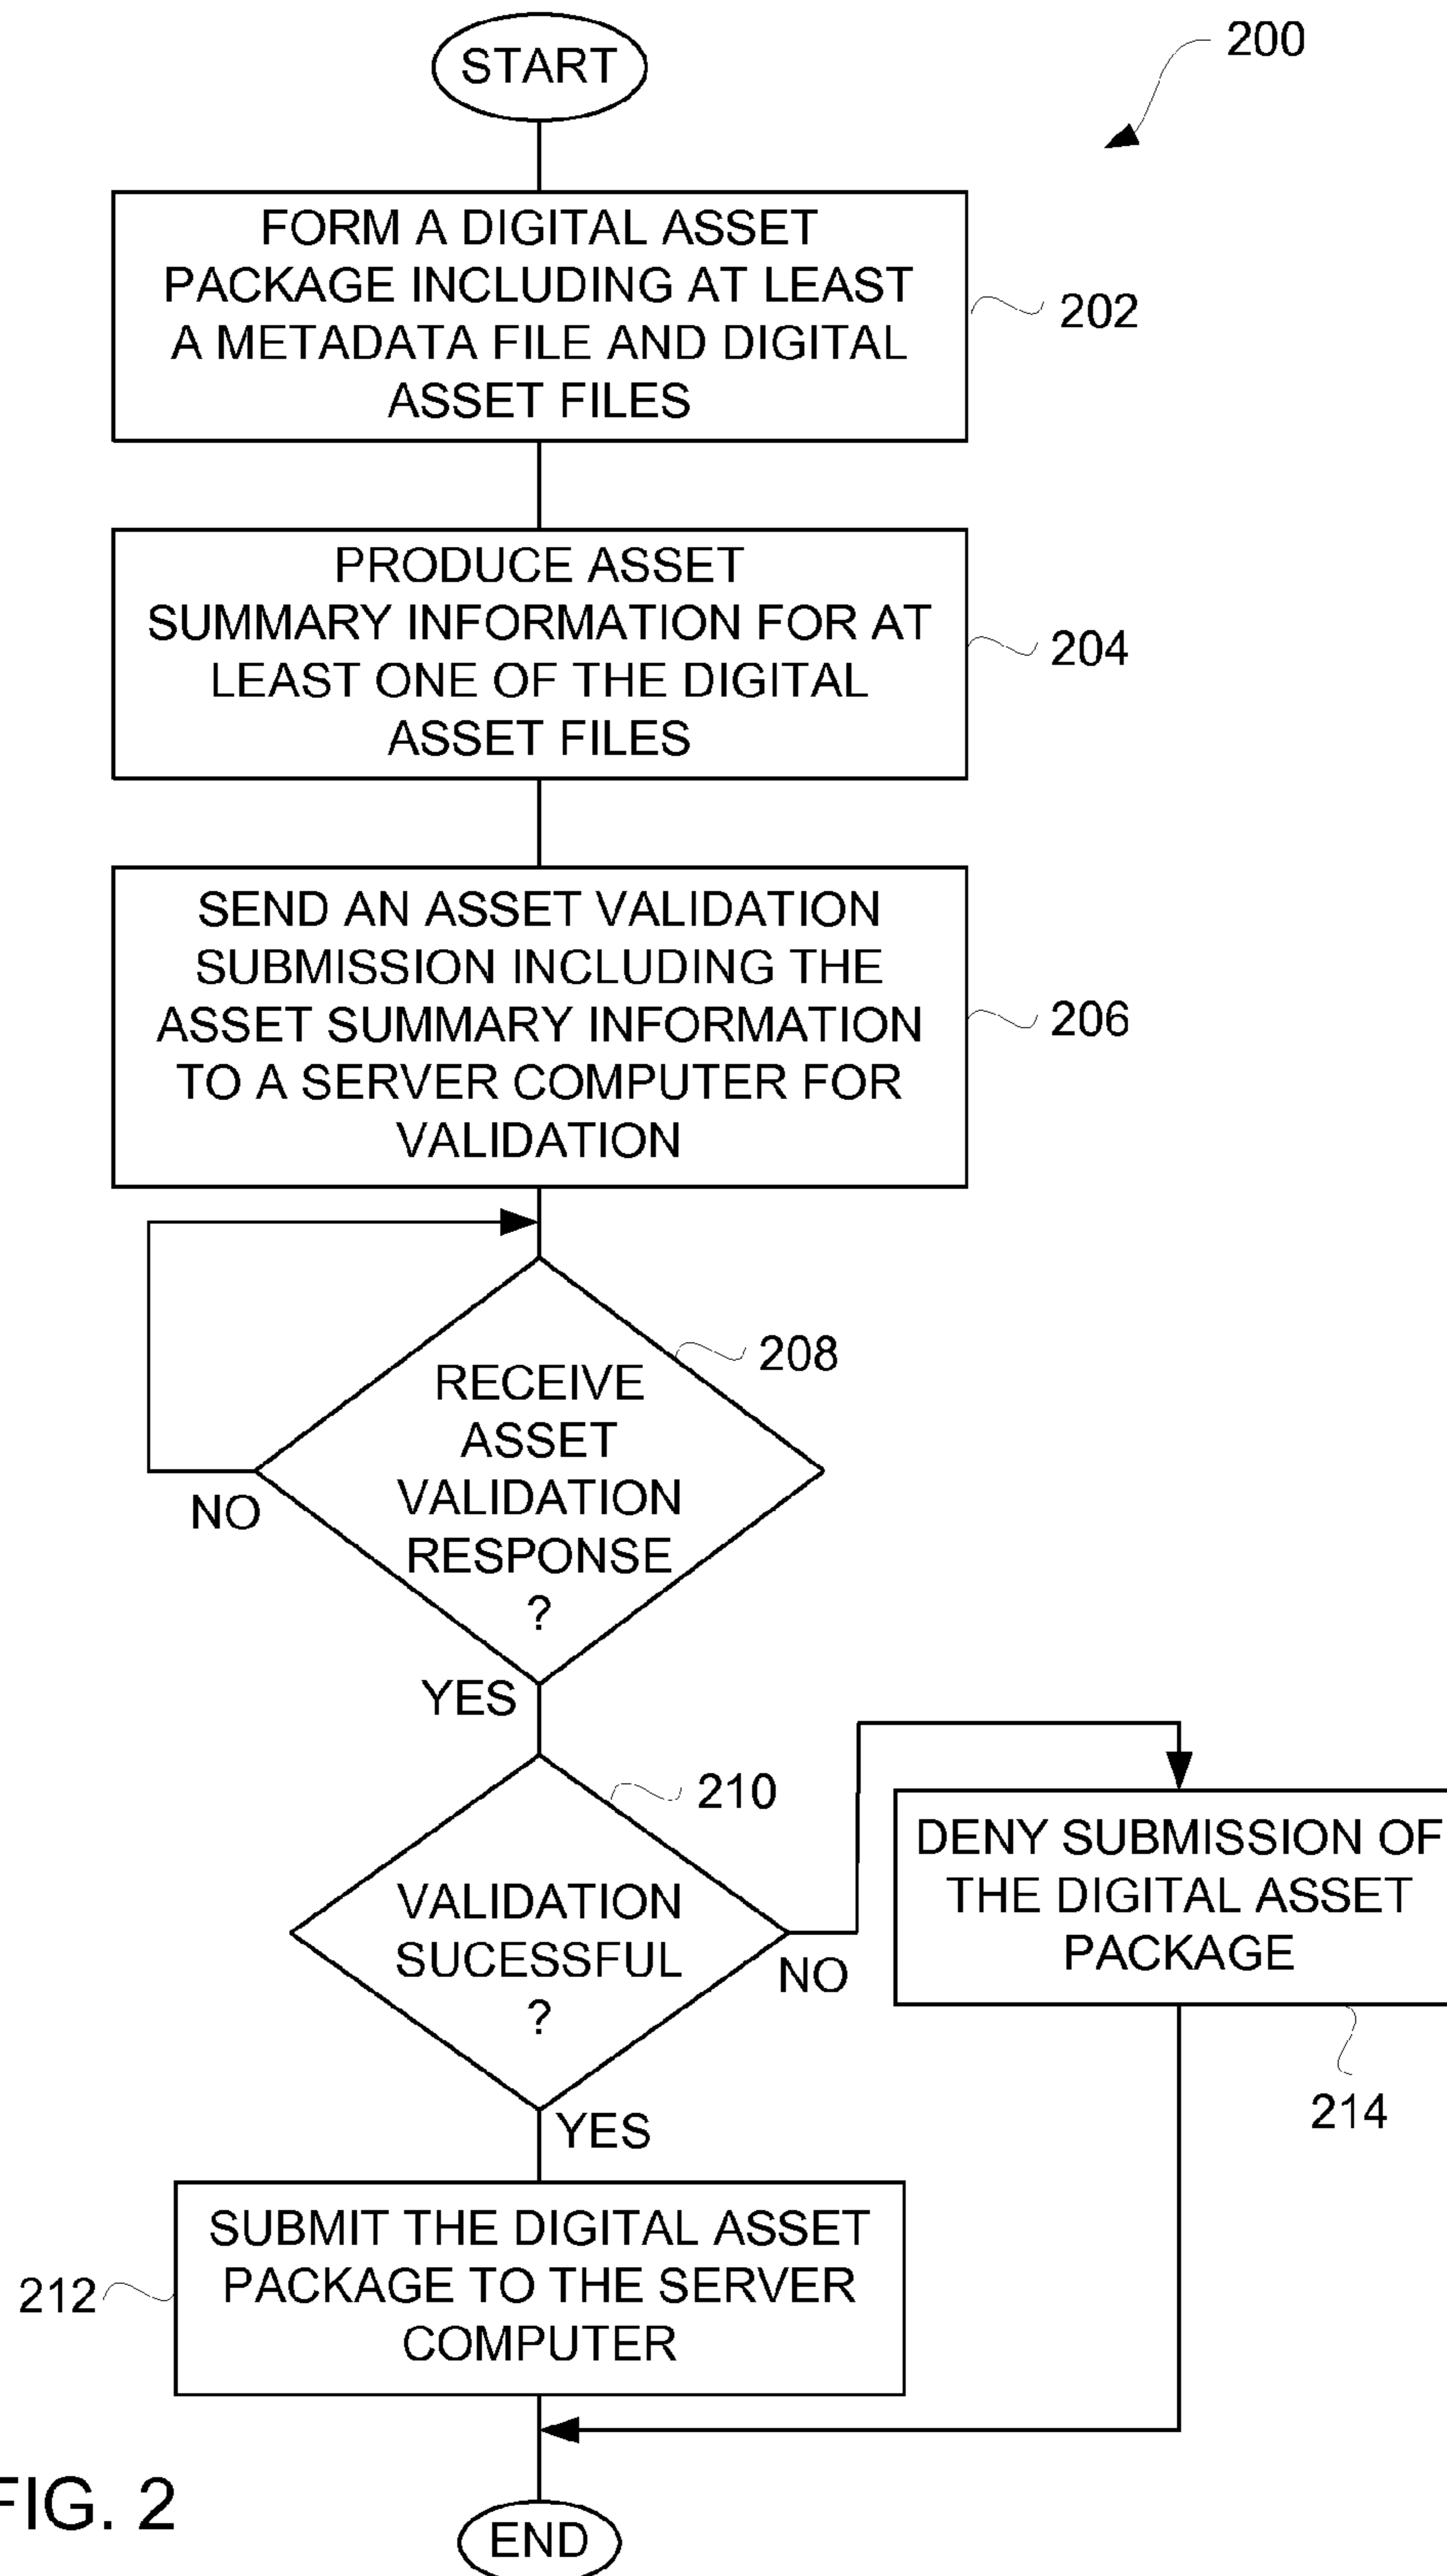 START
200
FORM A DIGITAL ASSET
PACKAGE INCLUDING AT LEAST
A METADATA FILE AND DIGITAL
ASSET FILES
202
PRODUCE ASSET
SUMMARY INFORMATION FOR AT
LEAST ONE OF THE DIGITAL
ASSET FILES
204
SEND AN ASSET VALIDATION
SUBMISSION INCLUDING THE
ASSET SUMMARY INFORMATION
TO A SERVER COMPUTER FOR
VALIDATION
206
208
RECEIVE
ASSET
VALIDATION
RESPONSE
?
NO
YES
210
VALIDATION
SUCESSFUL
?
NO
DENY SUBMISSION OF
THE DIGITAL ASSET
PACKAGE
214
YES
SUBMIT THE DIGITAL ASSET
PACKAGE TO THE SERVER
COMPUTER
212
FIG. 2
END